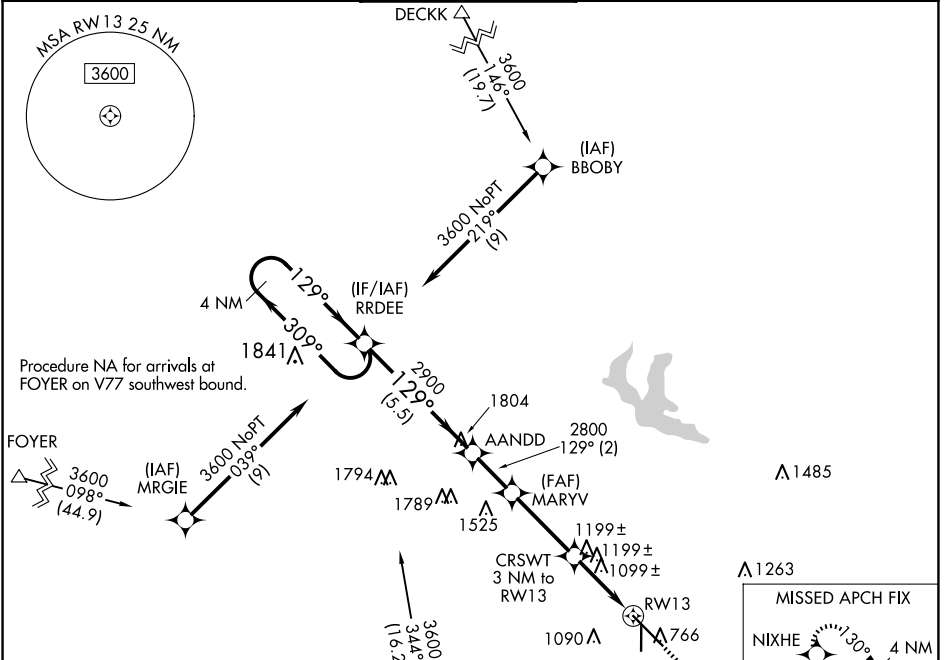 MSA RW13 25 NM
3600
DECKK
3600
146°
(19.7)
(IAF)
BBOBY
3600 NoPT
219°
(9)
129°
4 NM
309°
(IF/IAF)
RRDEE
1841
Procedure NA for arrivals at
FOYER on V77 southwest bound.
2900
129°
(5.5)
1804
AANDD
2800
129° (2)
FOYER
3600
098°
(44.9)
(IAF)
MRGIE
3600 NoPT
039°
(9)
1794
1789
1525
(FAF)
MARYV
1485
1199±
1199±
1099±
CRSWT
3 NM to
RW13
1263
RW13
1090
766
3600
344°
MISSED APCH FIX
NIXHE
130°
4 NM